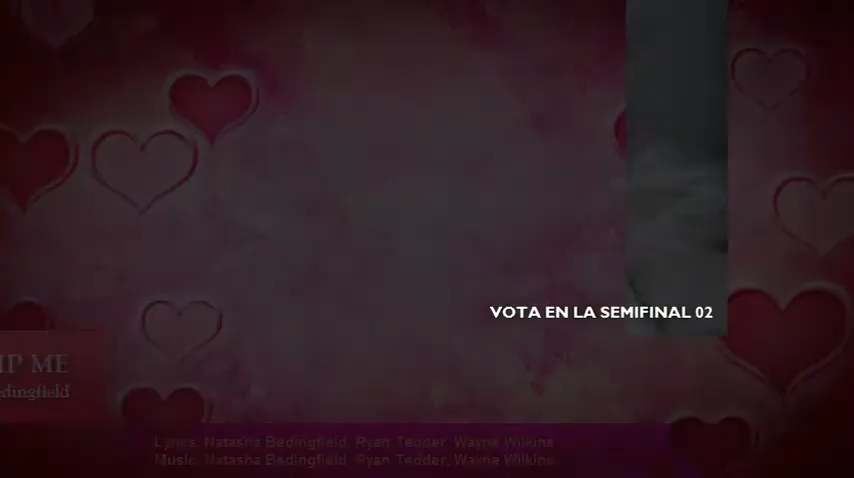 VOTA EN LA SEMIFINAL 02
ME
Lyrics: Natasha Bedingfield, Ryan Tedder, Wayne Wilkins
Music: Natasha Bedingfield, Ryan Tedder, Wayne Wilkins